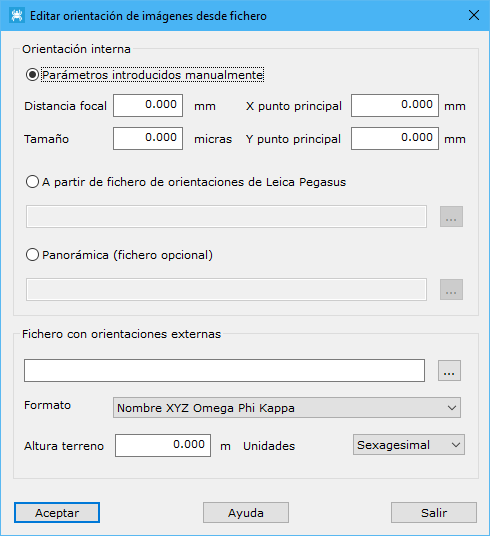 Editar orientación de imágenes desde fichero
Orientación interna
Parámetros introducidos manualmente
Distancia focal 0.000 mm X punto principal 0.000 mm
Tamaño 0.000 micras Y punto principal 0.000 mm
A partir de fichero de orientaciones de Leica Pegasus
...
Panorámica (fichero opcional)
...
Fichero con orientaciones externas
...
Formato Nombre XYZ Omega Phi Kappa
Altura terreno 0.000 m Unidades Sexagesimal
Aceptar Ayuda Salir